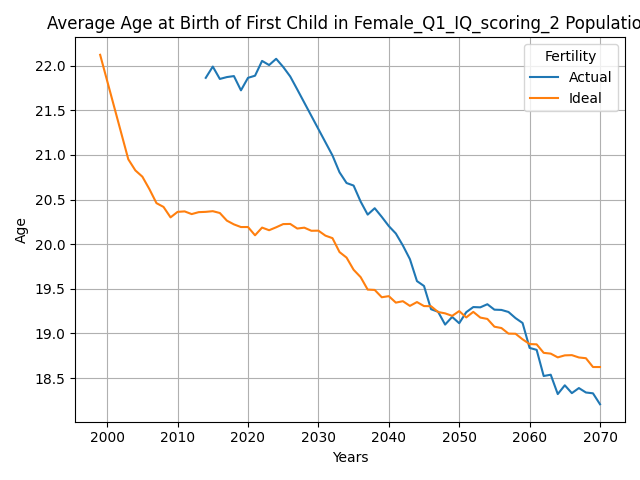 Average Age at Birth of First Child in Female_Q1_IQ_scoring_2 Populatio
Fertility
Actual
Ideal
22.0
21.5
21.0
20.5
20.0
19.5
19.0
18.5
Age
2000 2010 2020 2030 2040 2050 2060 2070
Years